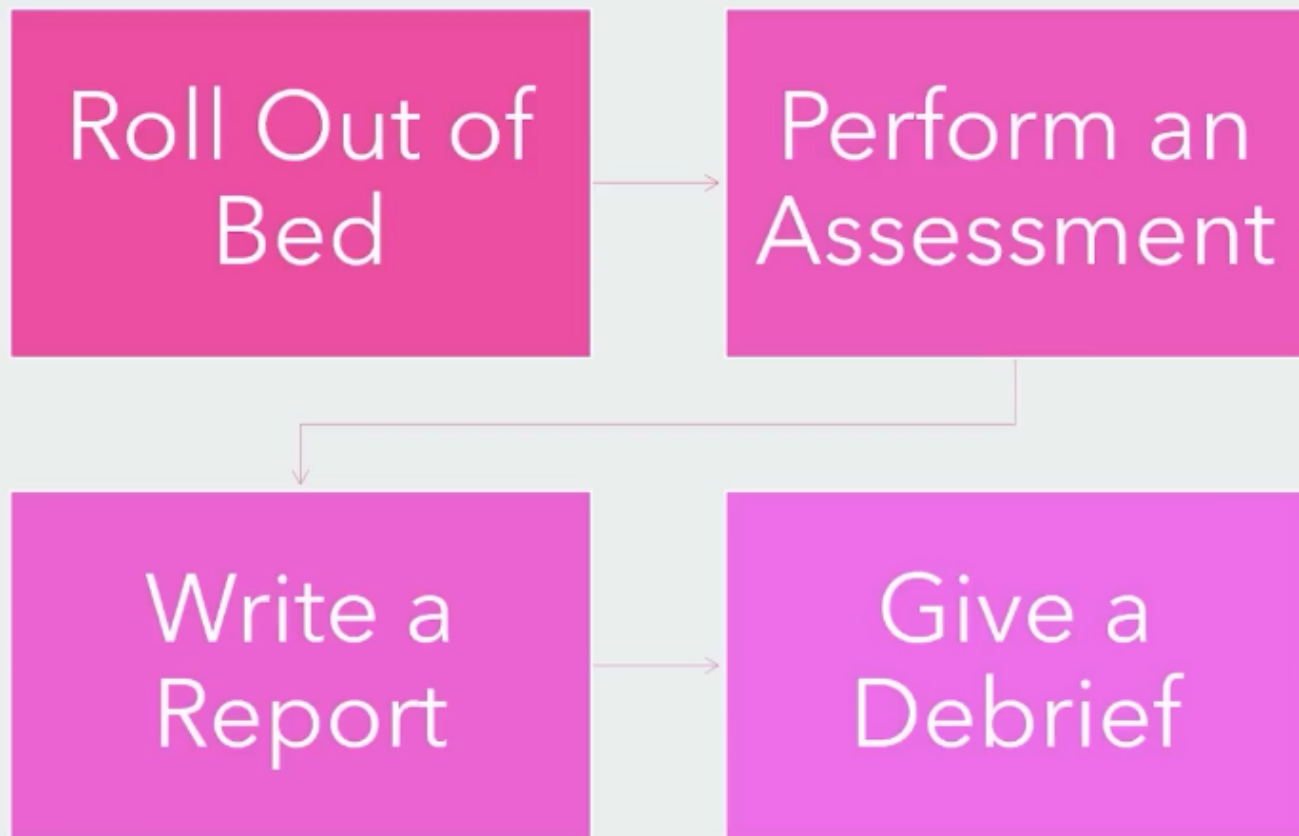 Roll Out of
Bed
Perform an
Assessment
Write a
Report
Give a
Debrief